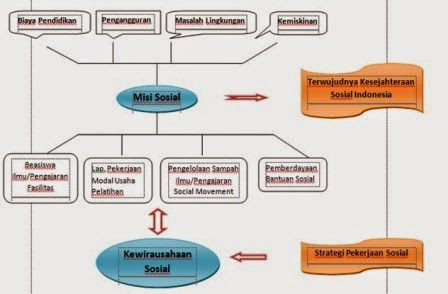 Biaya Pendidikan
Pengangguran
Masalah Lingkungan
Kemiskinan
Misi Sosial
Terwujudnya Kesejahteraan
Sosial Indonesia
Beasiswa
Ilmu/Pengajaran
Fasilitas
Lap. Pekerjaan
Modal Usaha
Pelatihan
Pengelolaan Sampah
Ilmu/Pengajaran
Social Movement
Pemberdayaan
Bantuan Sosial
Kewirausahaan
Sosial
Strategi Pekerjaan Sosial